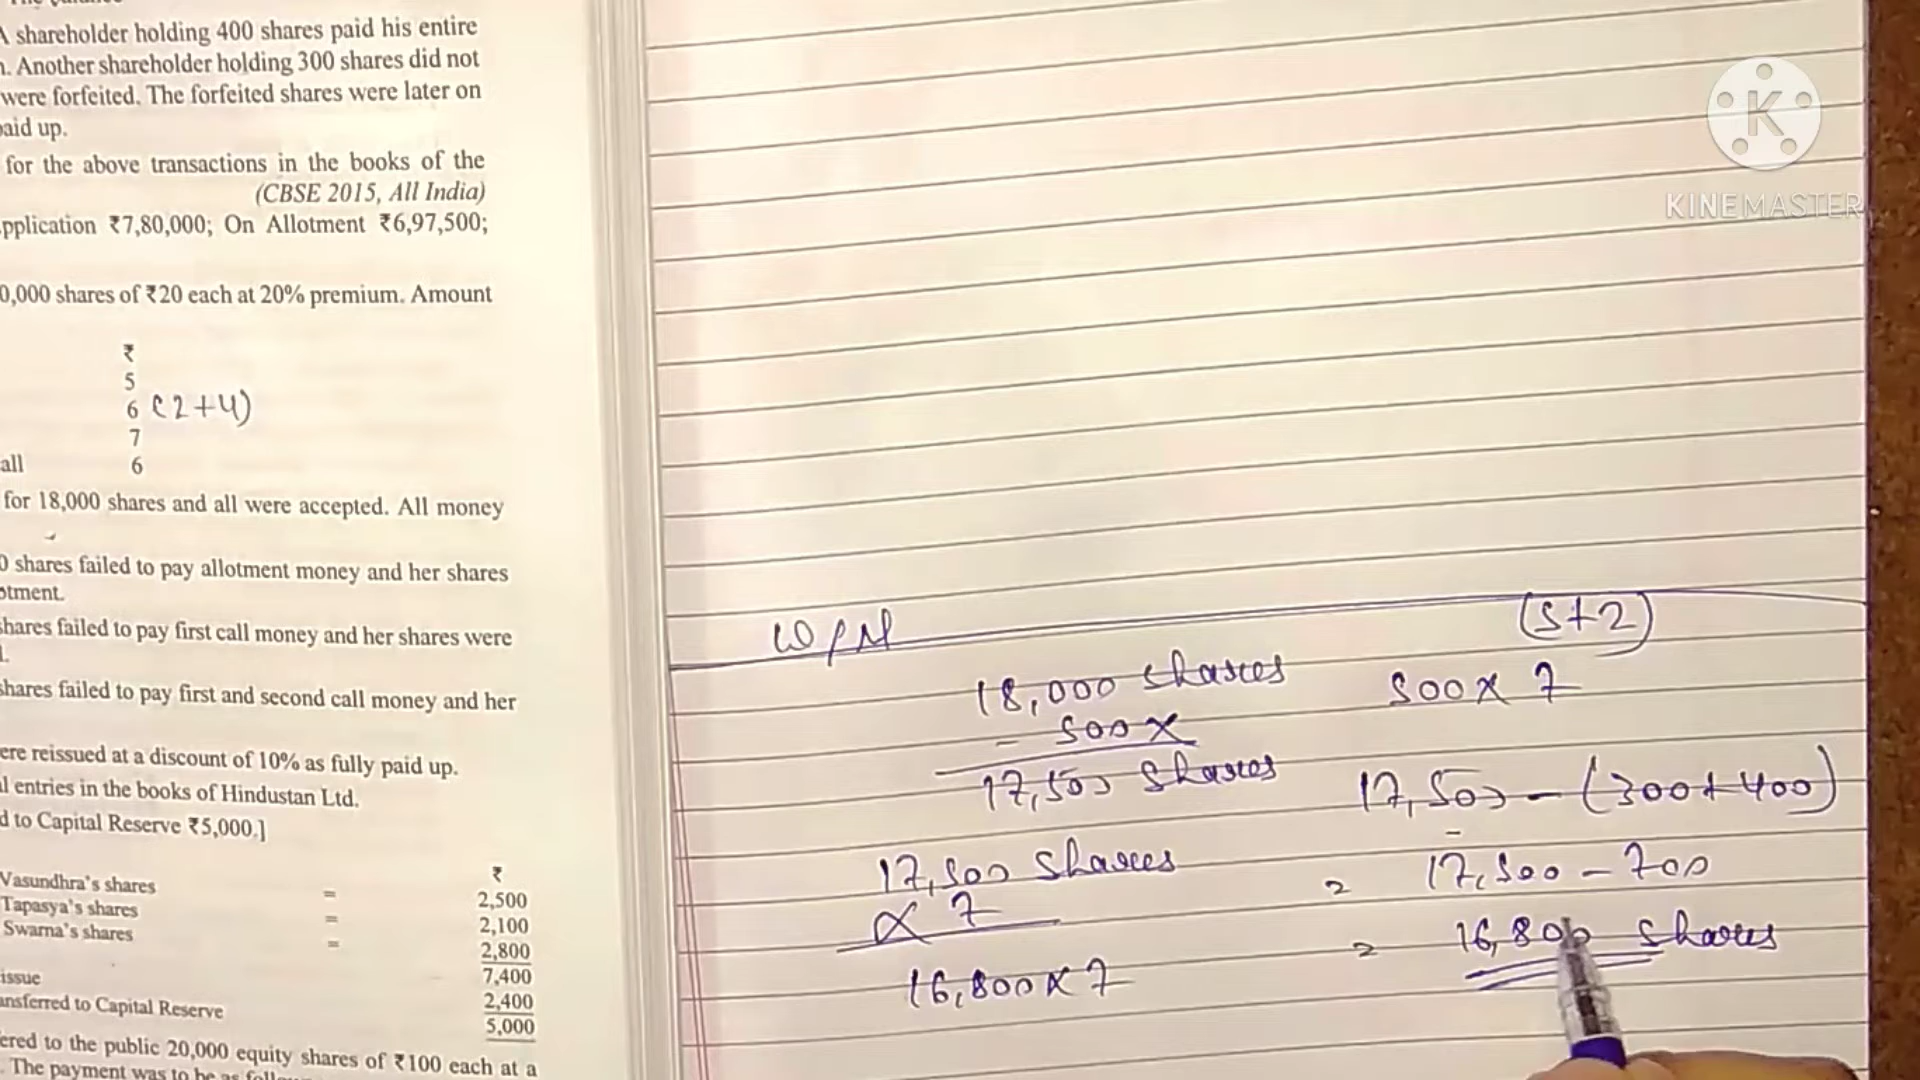 A shareholder holding 400 shares paid his entire
n. Another shareholder holding 300 shares did not
were forfeited. The forfeited shares were later on
paid up.
for the above transactions in the books of the
(CBSE 2015, All India)
pplication ₹7,80,000; On Allotment ₹6,97,500;
0,000 shares of ₹20 each at 20% premium. Amount
₹
5
6 (2+4)
7
all 6
for 18,000 shares and all were accepted. All money
0 shares failed to pay allotment money and her shares
otment.
shares failed to pay first call money and her shares were
l.
shares failed to pay first and second call money and her
ere reissued at a discount of 10% as fully paid up.
al entries in the books of Hindustan Ltd.
d to Capital Reserve ₹5,000.]
₹
Vasundhra's shares = 2,500
Tapasya's shares = 2,100
Swarna's shares = 2,800
7,400
issue 2,400
ansferred to Capital Reserve 5,000
ered to the public 20,000 equity shares of ₹100 each at a
. The payment was to be as
K
KINEMASTER
W/N
18,000 shares
- 500 x
17,500 shares
17,500 shares
x 7
16,800 x 7
(5+2)
500 x 7
17,500 - (300+400)
= 17,500 - 700
= 16,800 shares